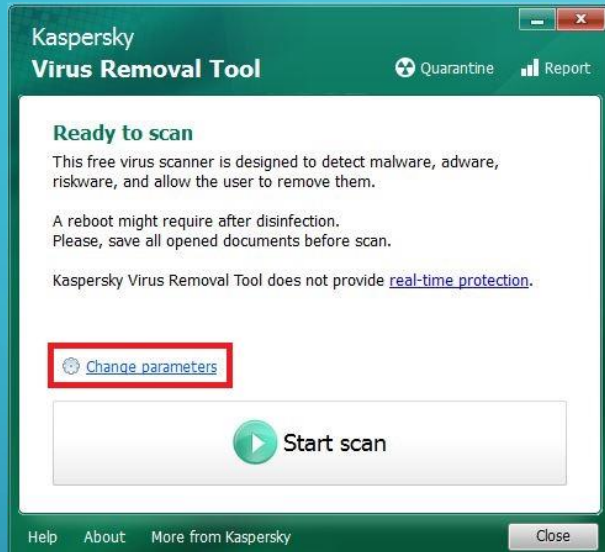 Kaspersky
Virus Removal Tool
Quarantine
Report
Ready to scan
This free virus scanner is designed to detect malware, adware,
riskware, and allow the user to remove them.
A reboot might require after disinfection.
Please, save all opened documents before scan.
Kaspersky Virus Removal Tool does not provide real-time protection.
Change parameters
Start scan
Help About More from Kaspersky Close